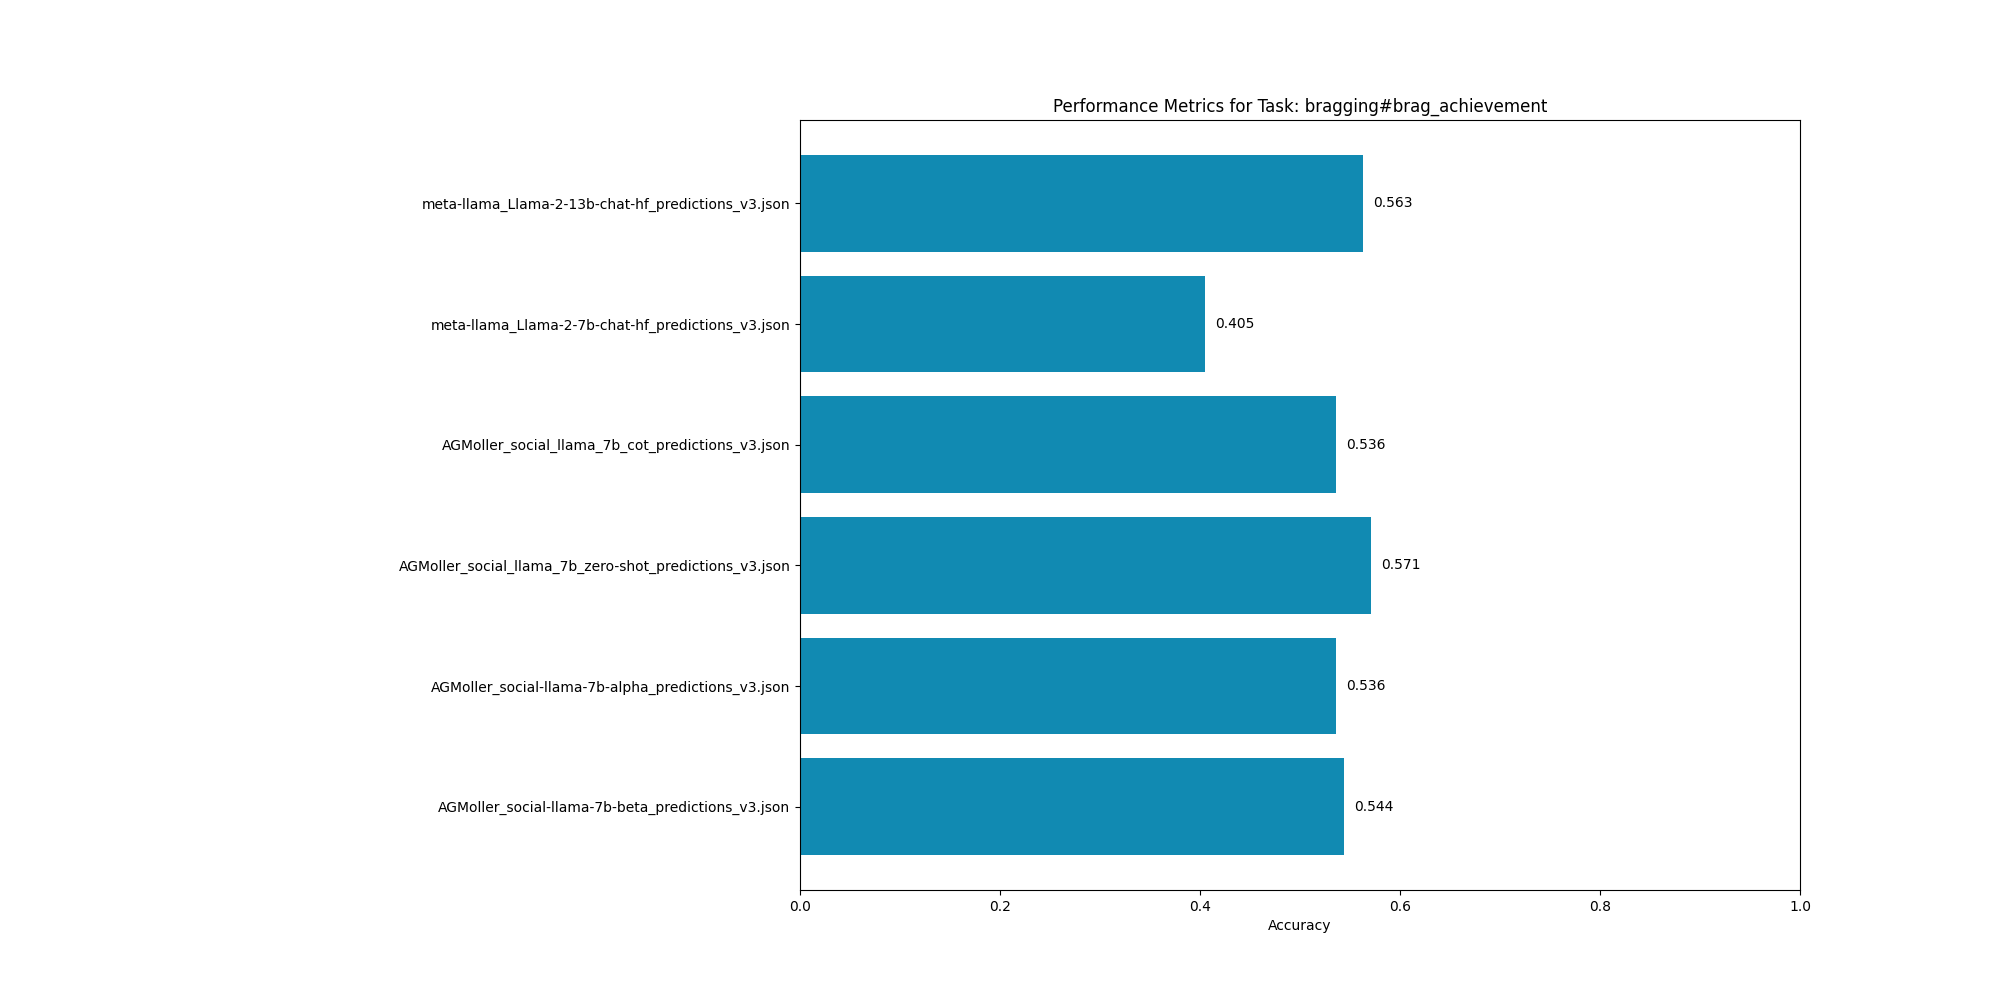 Performance Metrics for Task: bragging#brag_achievement
meta-llama_Llama-2-13b-chat-hf_predictions_v3.json
0.563
meta-llama_Llama-2-7b-chat-hf_predictions_v3.json
0.405
AGMoller_social_llama_7b_cot_predictions_v3.json
0.536
AGMoller_social_llama_7b_zero-shot_predictions_v3.json
0.571
AGMoller_social-llama-7b-alpha_predictions_v3.json
0.536
AGMoller_social-llama-7b-beta_predictions_v3.json
0.544
0.0 0.2 0.4 0.6 0.8 1.0
Accuracy